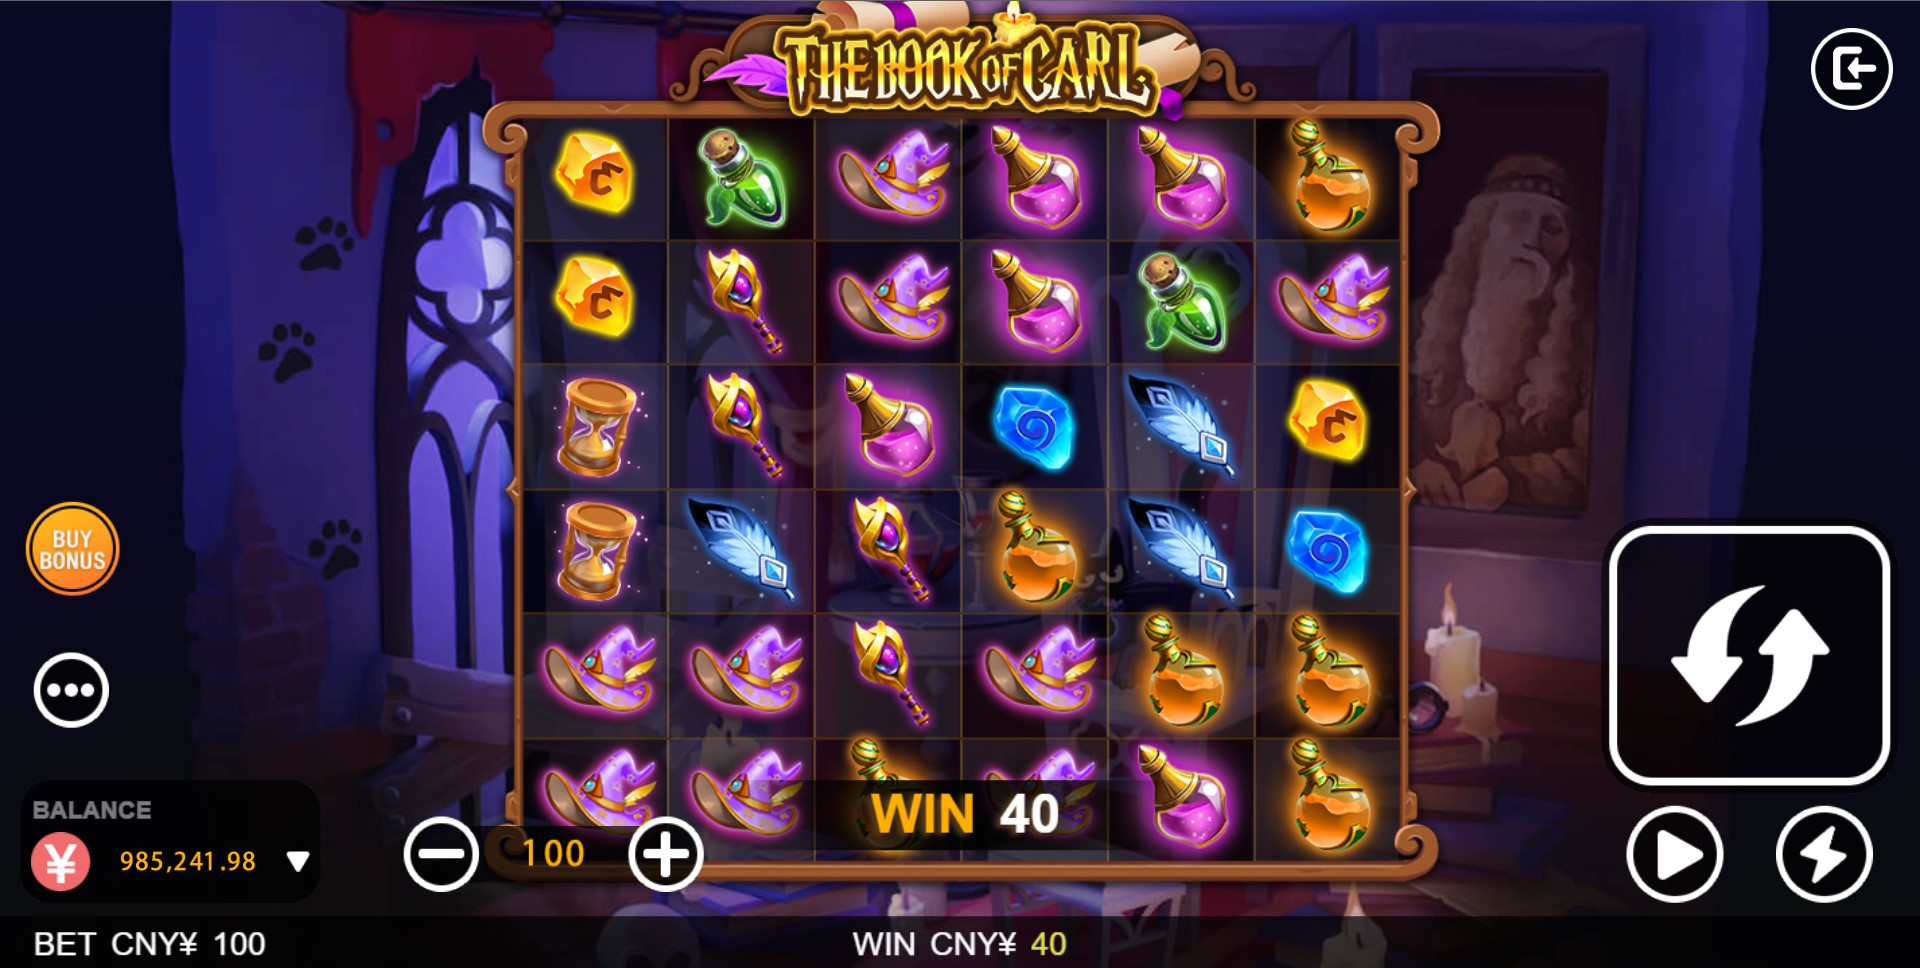 THE BOOK OF CARL
BUY
BONUS
BALANCE
¥ 985,241.98
100
WIN 40
BET CNY¥ 100
WIN CNY¥ 40